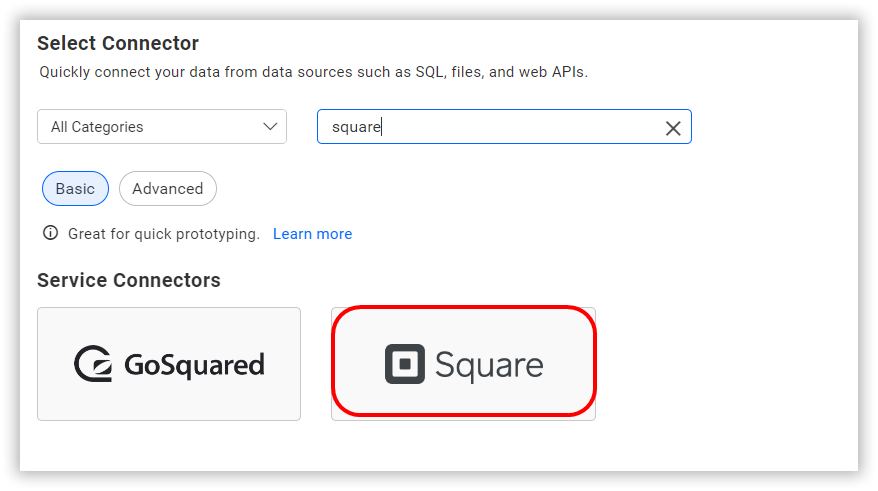 Select Connector
Quickly connect your data from data sources such as SQL, files, and web APIs.
All Categories
square
Basic
Advanced
Great for quick prototyping. Learn more
Service Connectors
GoSquared
Square